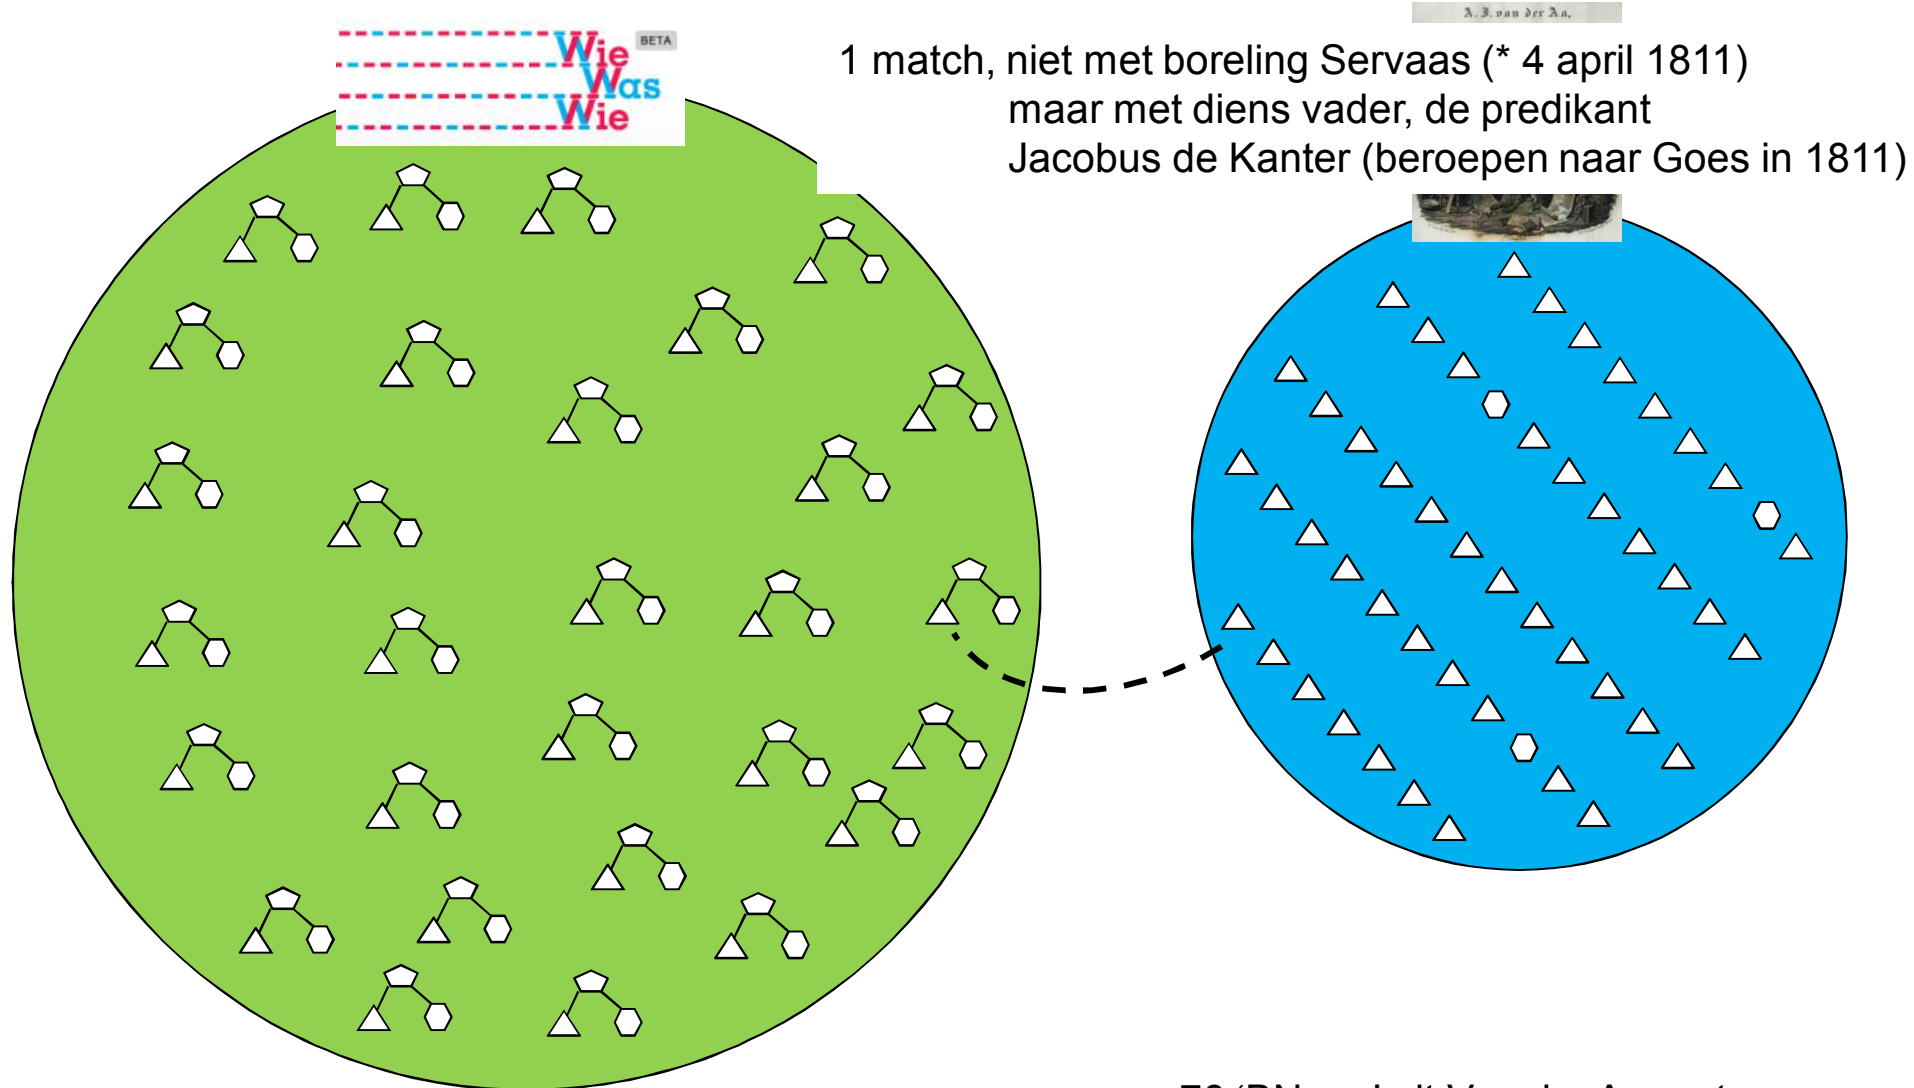 A. J. van der Aa,
Wie BETA
Was
Wie
1 match, niet met boreling Servaas (* 4 april 1811)
maar met diens vader, de predikant
Jacobus de Kanter (beroepen naar Goes in 1811)